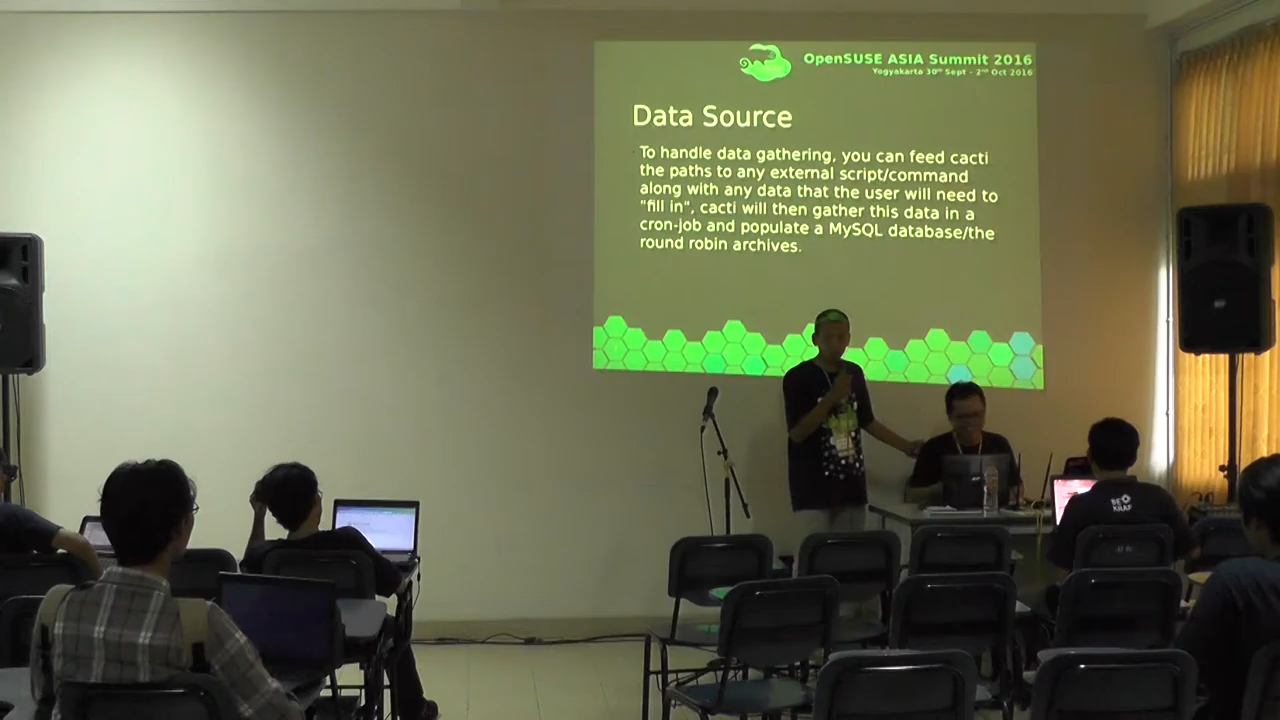 OpenSUSE ASIA Summit 2016
Yogyakarta 30th Sept - 2nd Oct 2016
Data Source
To handle data gathering, you can feed cacti
the paths to any external script/command
along with any data that the user will need to
"fill in", cacti will then gather this data in a
cron-job and populate a MySQL database/the
round robin archives.
BE
KRAF